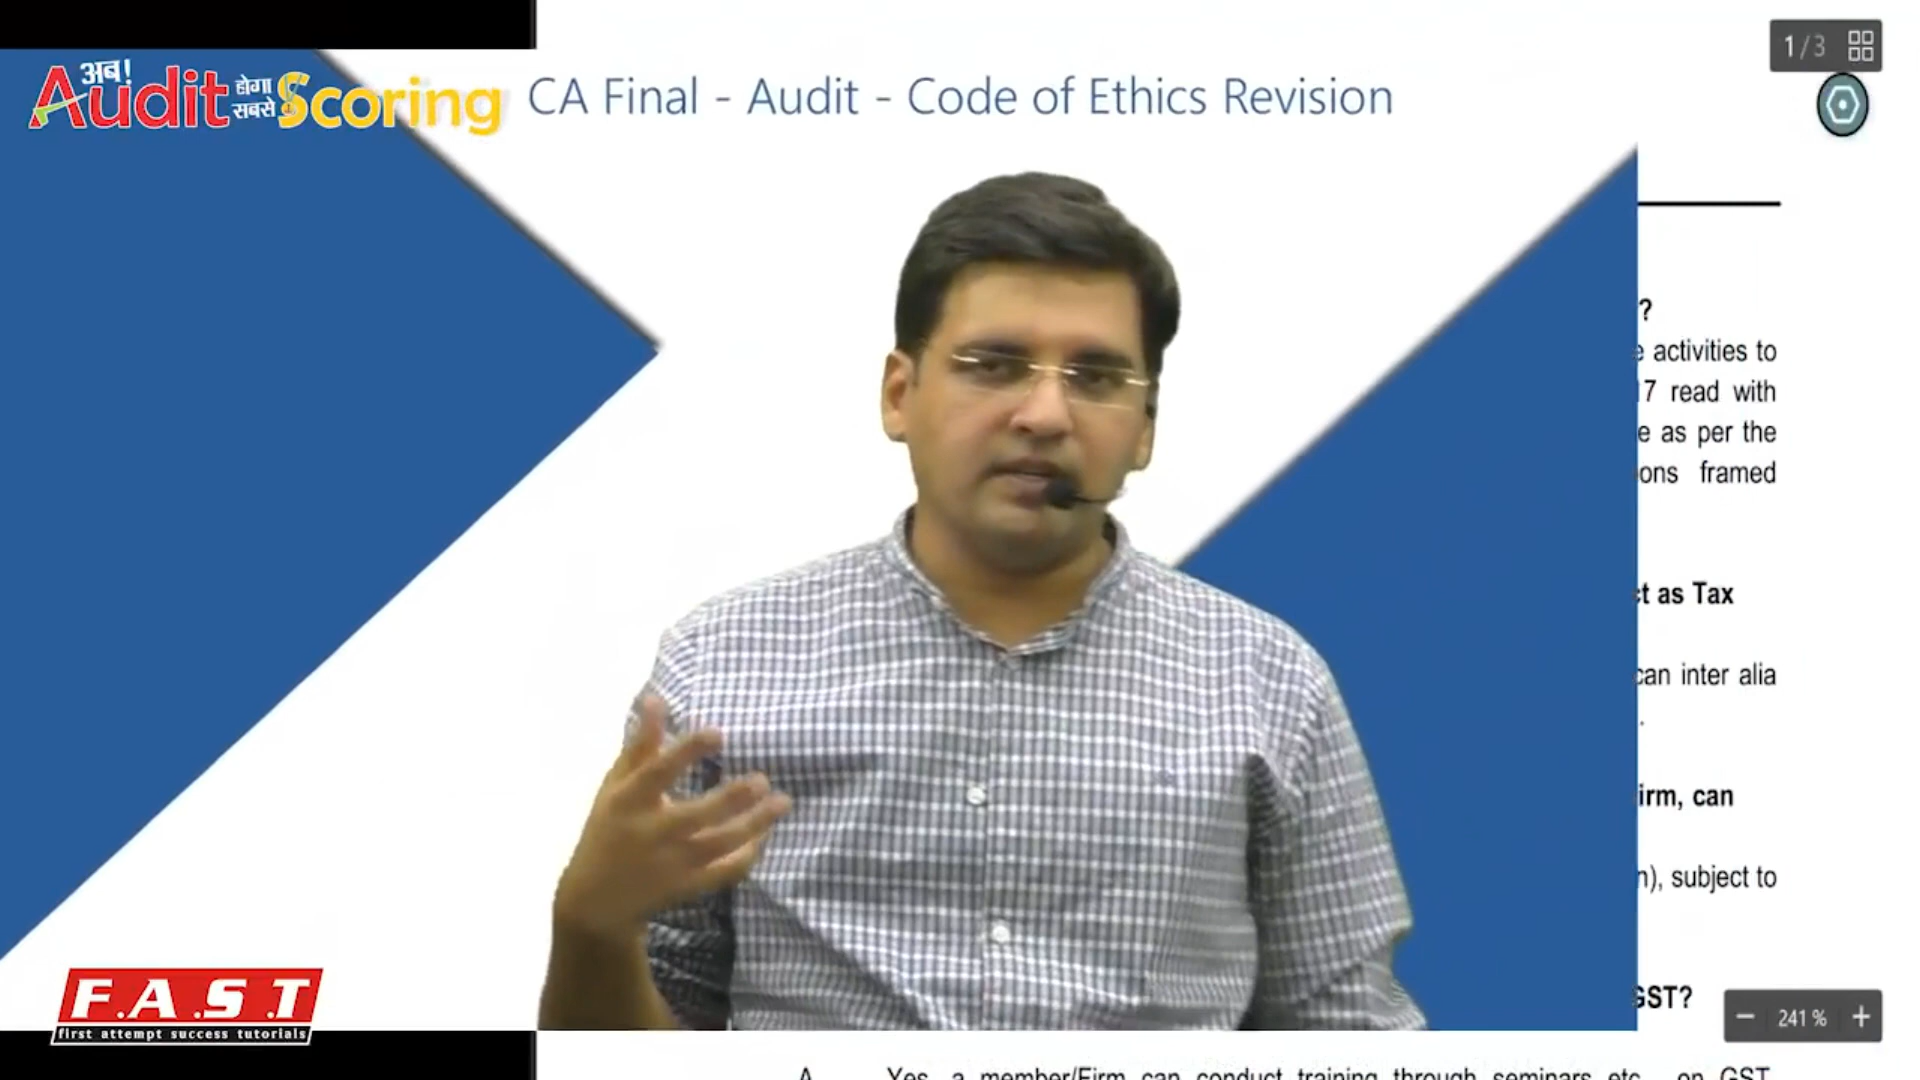 1 / 3
अब!
Audit होगा सबसे Scoring
CA Final - Audit - Code of Ethics Revision
?
activities to
17 read with
as per the
ons framed
ct as Tax
can inter alia
irm, can
n), subject to
GST?
F.A.S.T
first attempt success tutorials
241 %
A. Yes, a member/Firm can conduct training through seminars etc. on GST